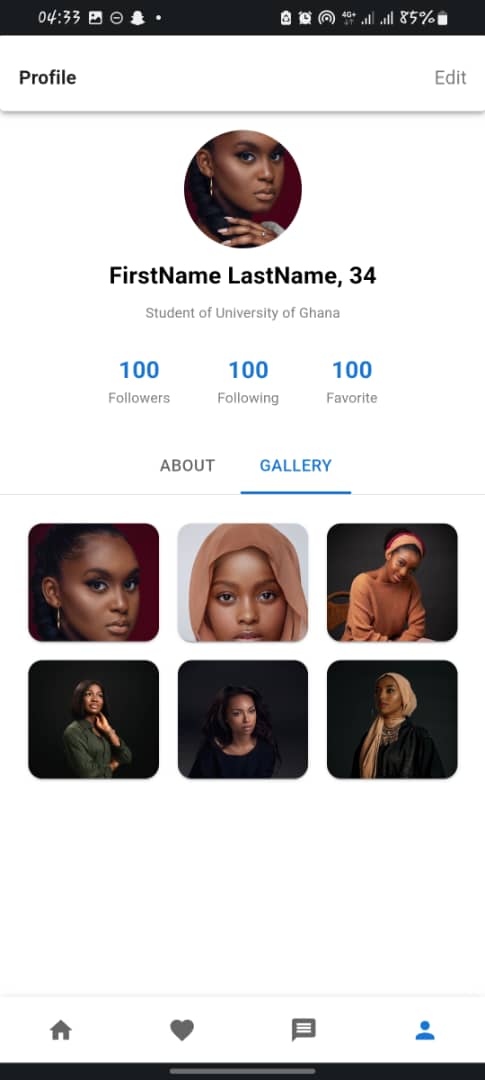 04:33 4G+ 85%
Profile Edit
FirstName LastName, 34
Student of University of Ghana
100 100 100
Followers Following Favorite
ABOUT GALLERY